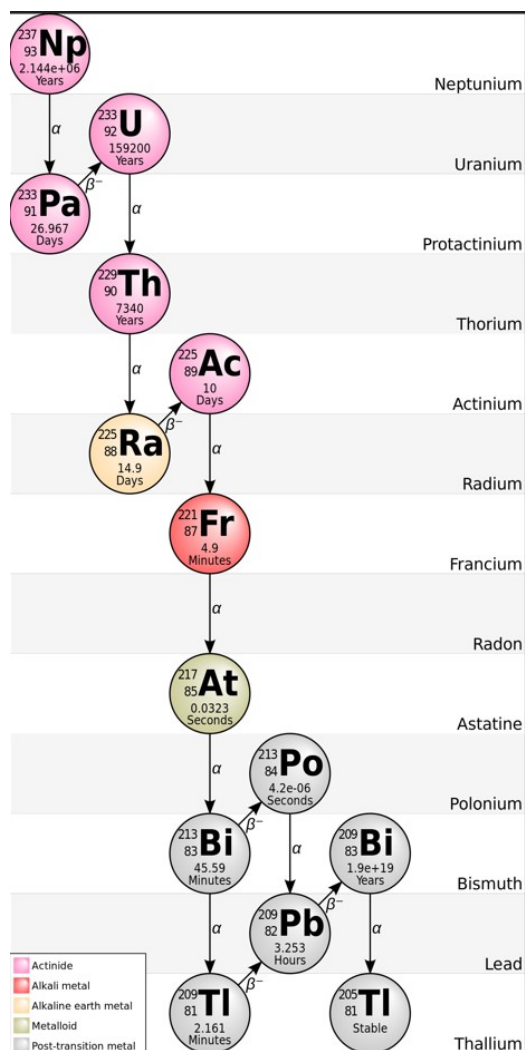 237
93
Np
2.144e+06
Years
Neptunium
α
233
92
U
159200
Years
Uranium
β⁻
233
91
Pa
26.967
Days
α
Protactinium
229
90
Th
7340
Years
Thorium
α
225
89
Ac
10
Days
Actinium
β⁻
225
88
Ra
14.9
Days
α
Radium
221
87
Fr
4.9
Minutes
Francium
α
Radon
217
85
At
0.0323
Seconds
Astatine
α
213
84
Po
4.2e-06
Seconds
Polonium
β⁻
213
83
Bi
45.59
Minutes
α
209
83
Bi
1.9e+19
Years
Bismuth
β⁻
α
209
82
Pb
3.253
Hours
α
Lead
β⁻
209
81
Tl
2.161
Minutes
205
81
Tl
Stable
Thallium
Actinide
Alkali metal
Alkaline earth metal
Metalloid
Post-transition metal